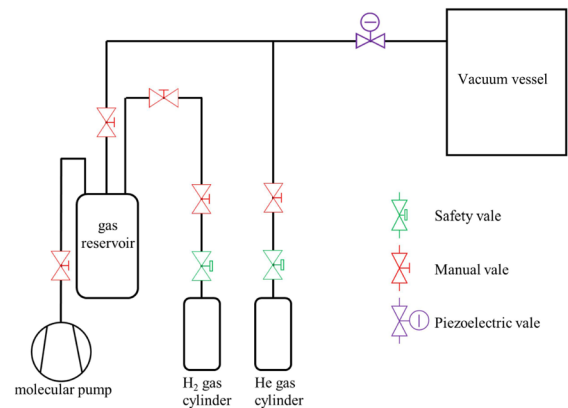 Vacuum vessel
gas
reservoir
Safety vale
Manual vale
Piezoelectric vale
molecular pump
H₂ gas
cylinder
He gas
cylinder